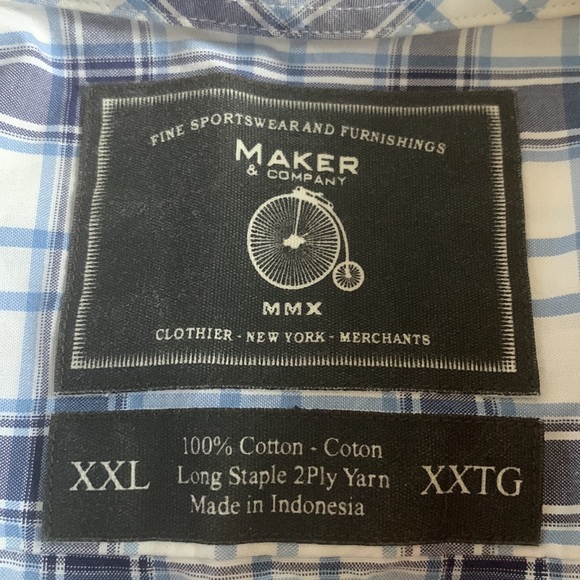 FINE SPORTSWEAR AND FURNISHINGS
MAKER
& COMPANY
MMX
CLOTHIER - NEW YORK - MERCHANTS
XXL
100% Cotton - Coton
Long Staple 2Ply Yarn
Made in Indonesia
XXTG